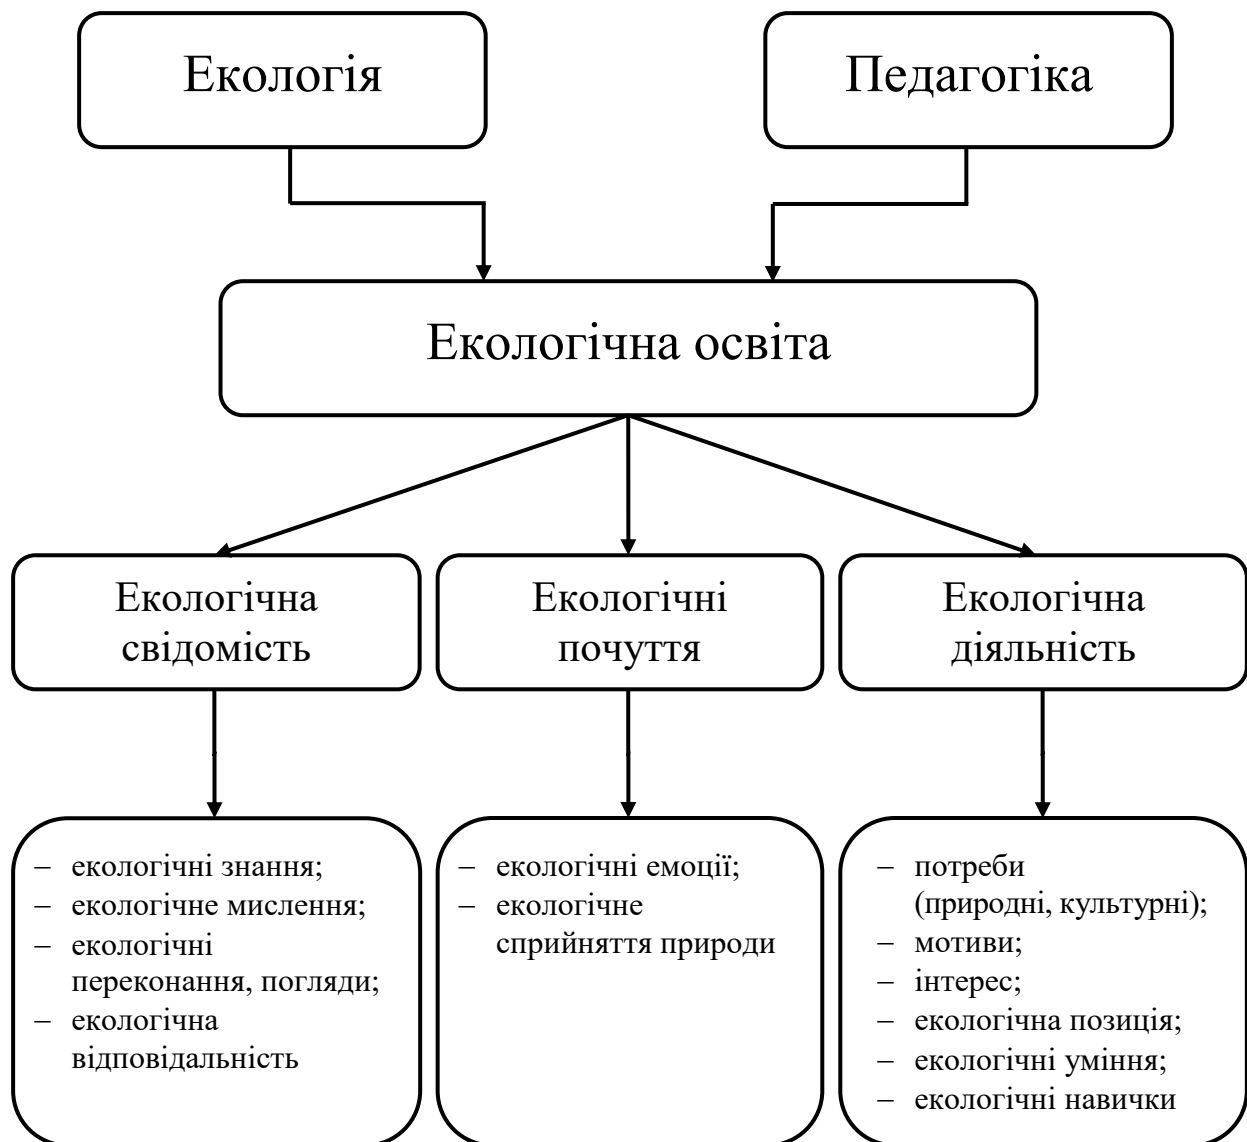 Екологія
Педагогіка
Екологічна освіта
Екологічна
свідомість
Екологічні
почуття
Екологічна
діяльність
– екологічні знання;
– екологічне мислення;
– екологічні
переконання, погляди;
– екологічна
відповідальність
– екологічні емоції;
– екологічне
сприйняття природи
– потреби
(природні, культурні);
– мотиви;
– інтерес;
– екологічна позиція;
– екологічні уміння;
– екологічні навички